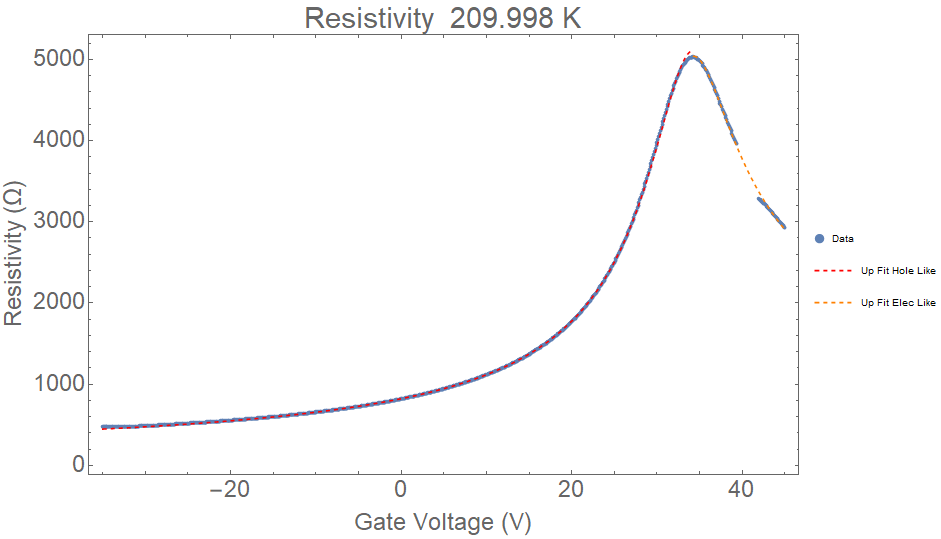 Resistivity 209.998 K
5000
4000
3000
2000
1000
0
Resistivity (Ω)
−20
0
20
40
Gate Voltage (V)
Data
Up Fit Hole Like
Up Fit Elec Like